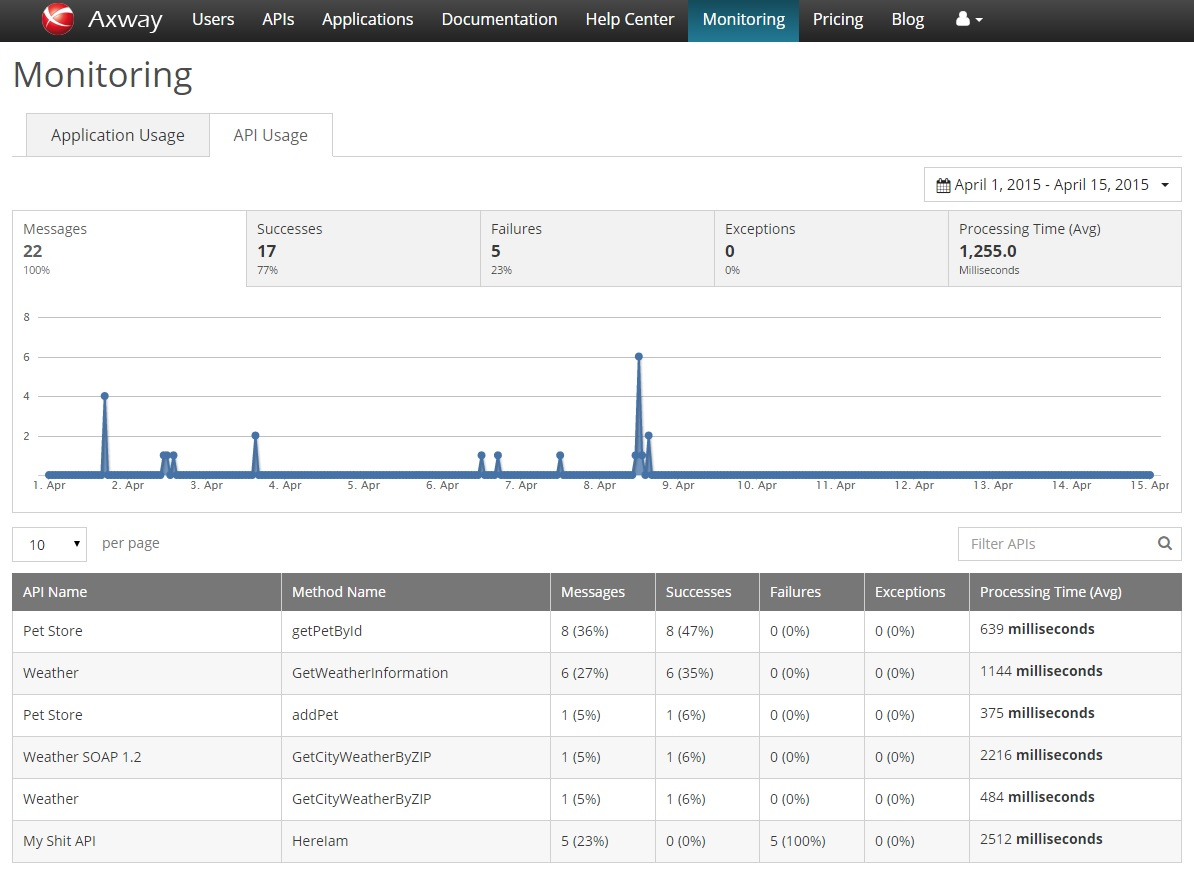 Axway Users APIs Applications Documentation Help Center Monitoring Pricing Blog
Monitoring
Application Usage API Usage
April 1, 2015 - April 15, 2015
Messages Successes Failures Exceptions Processing Time (Avg)
22 17 5 0 1,255.0
100% 77% 23% 0% Milliseconds
8
6
4
2
1. Apr 2. Apr 3. Apr 4. Apr 5. Apr 6. Apr 7. Apr 8. Apr 9. Apr 10. Apr 11. Apr 12. Apr 13. Apr 14. Apr 15. Apr
10 per page Filter APIs
API Name Method Name Messages Successes Failures Exceptions Processing Time (Avg)
Pet Store getPetById 8 (36%) 8 (47%) 0 (0%) 0 (0%) 639 milliseconds
Weather GetWeatherInformation 6 (27%) 6 (35%) 0 (0%) 0 (0%) 1144 milliseconds
Pet Store addPet 1 (5%) 1 (6%) 0 (0%) 0 (0%) 375 milliseconds
Weather SOAP 1.2 GetCityWeatherByZIP 1 (5%) 1 (6%) 0 (0%) 0 (0%) 2216 milliseconds
Weather GetCityWeatherByZIP 1 (5%) 1 (6%) 0 (0%) 0 (0%) 484 milliseconds
My Shit API HereIam 5 (23%) 0 (0%) 5 (100%) 0 (0%) 2512 milliseconds